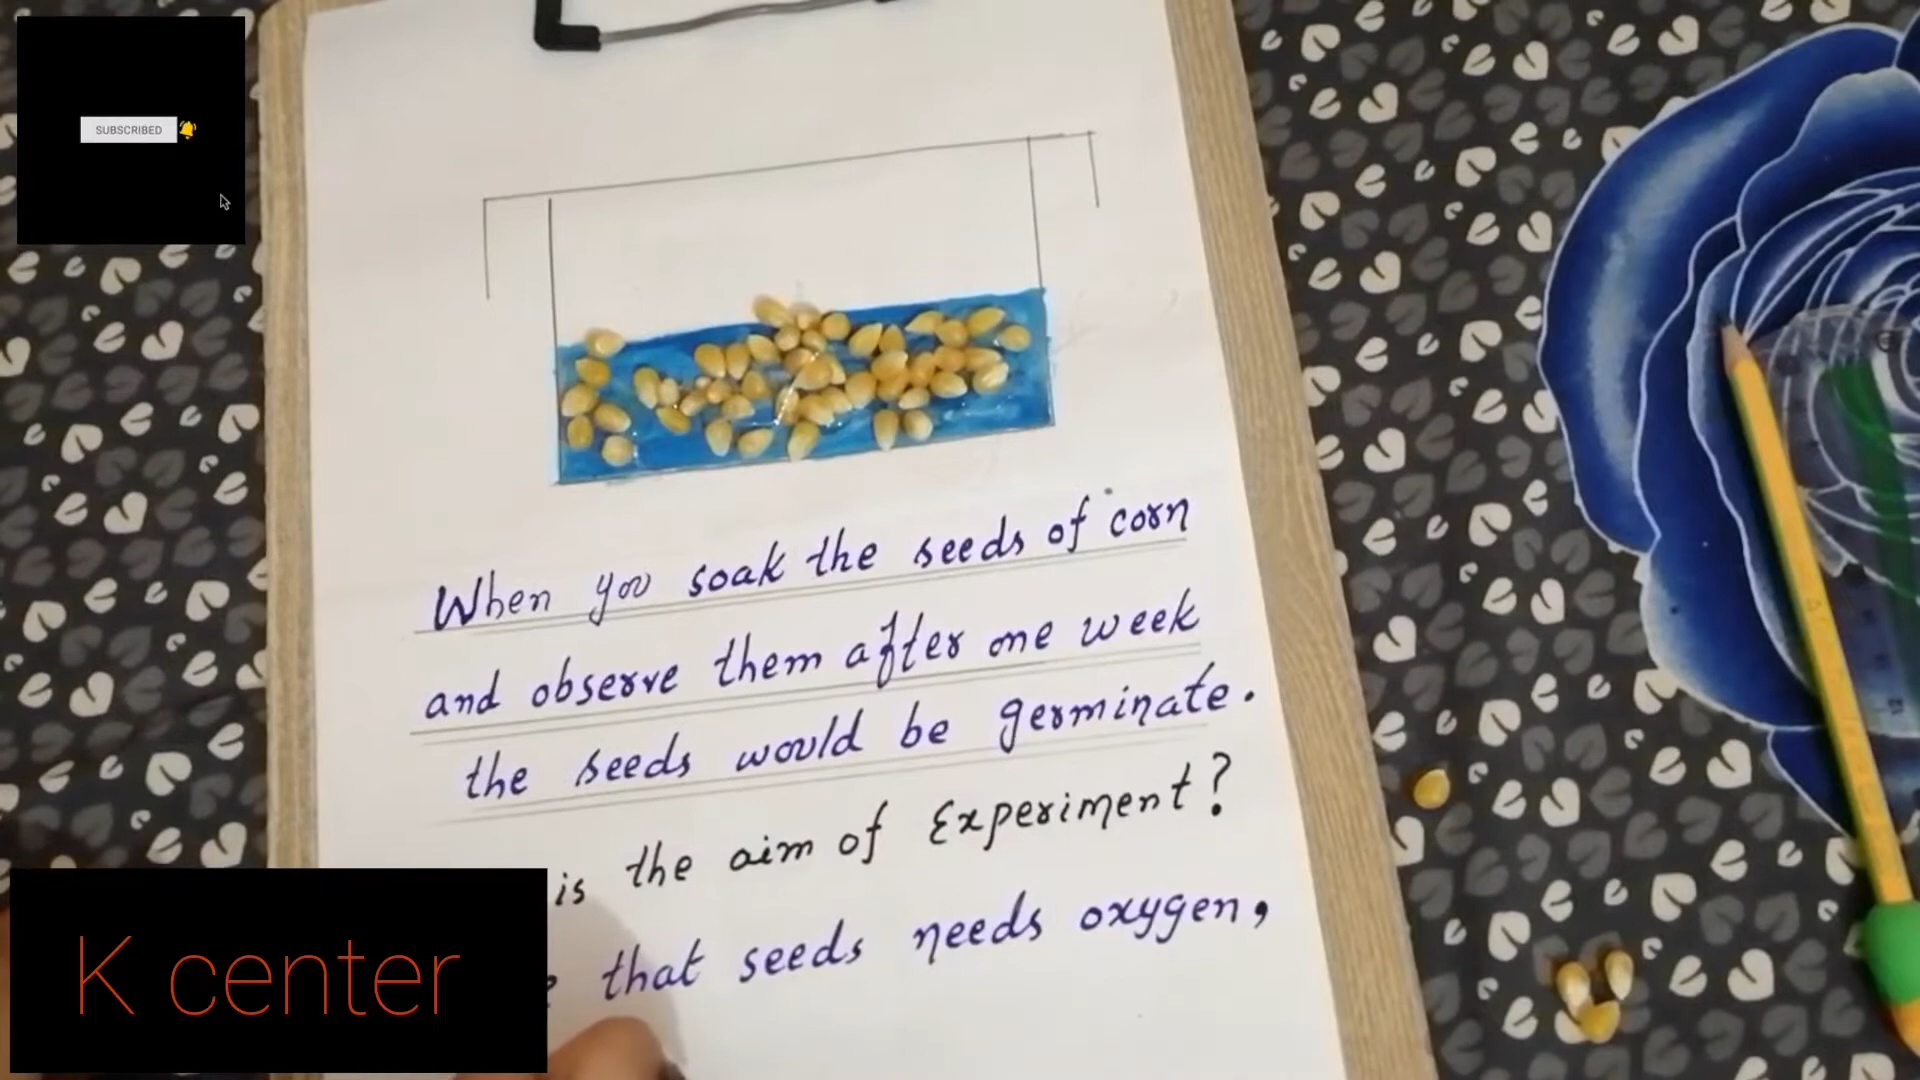 SUBSCRIBED
When you soak the seeds of corn
and observe them after one week
the seeds would be germinate.
is the aim of Experiment?
that seeds needs oxygen,
K center